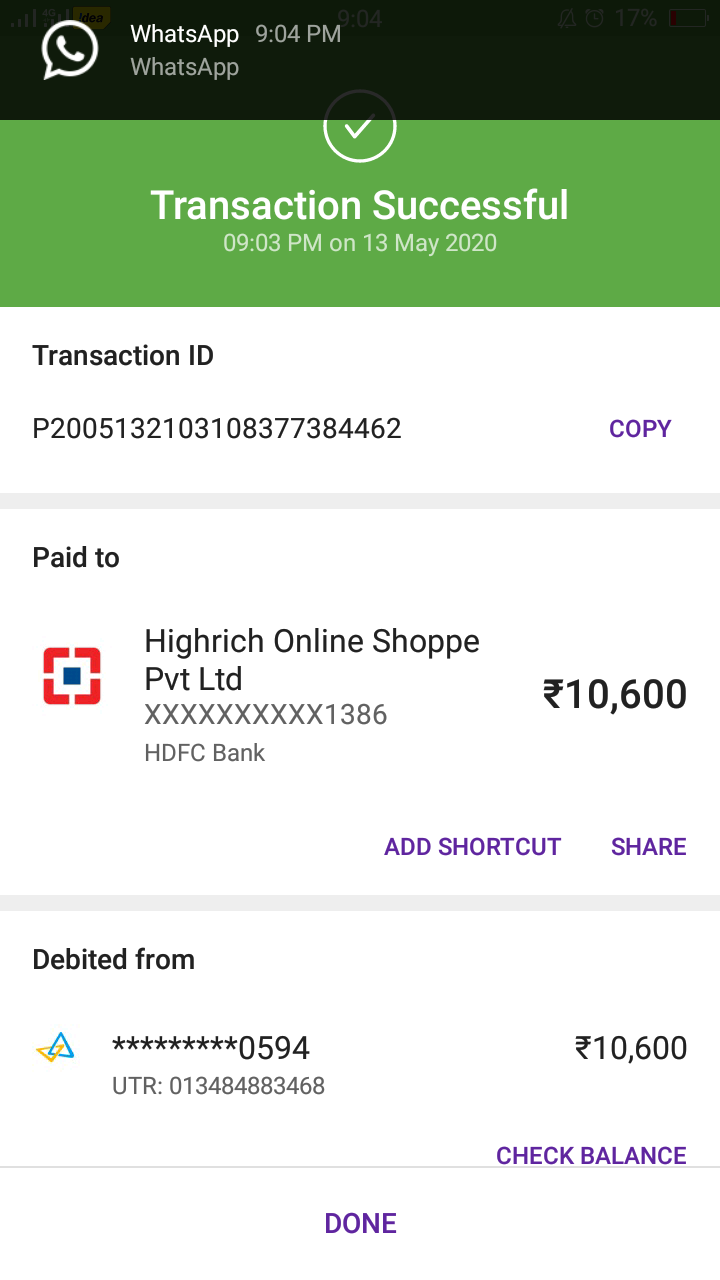 4G
idea
9:04
17%
WhatsApp 9:04 PM
WhatsApp
Transaction Successful
09:03 PM on 13 May 2020
Transaction ID
P2005132103108377384462
COPY
Paid to
Highrich Online Shoppe
Pvt Ltd
₹10,600
XXXXXXXXXX1386
HDFC Bank
ADD SHORTCUT
SHARE
Debited from
*********0594
₹10,600
UTR: 013484883468
CHECK BALANCE
DONE